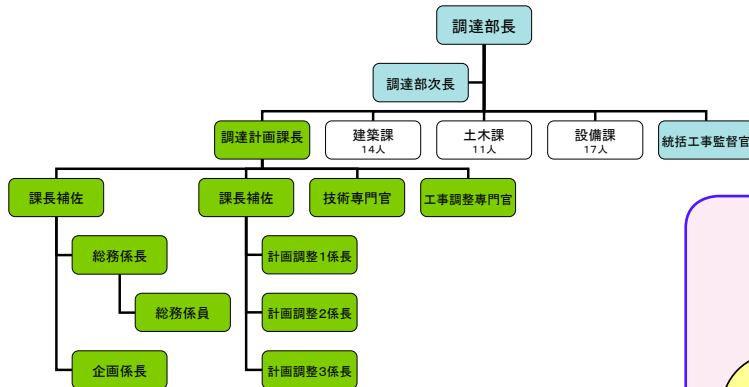 調達部長
調達部次長
調達計画課長
建築課
14人
土木課
11人
設備課
17人
統括工事監督官
課長補佐
課長補佐
技術専門官
工事調整専門官
総務係長
計画調整1係長
総務係員
計画調整2係長
企画係長
計画調整3係長